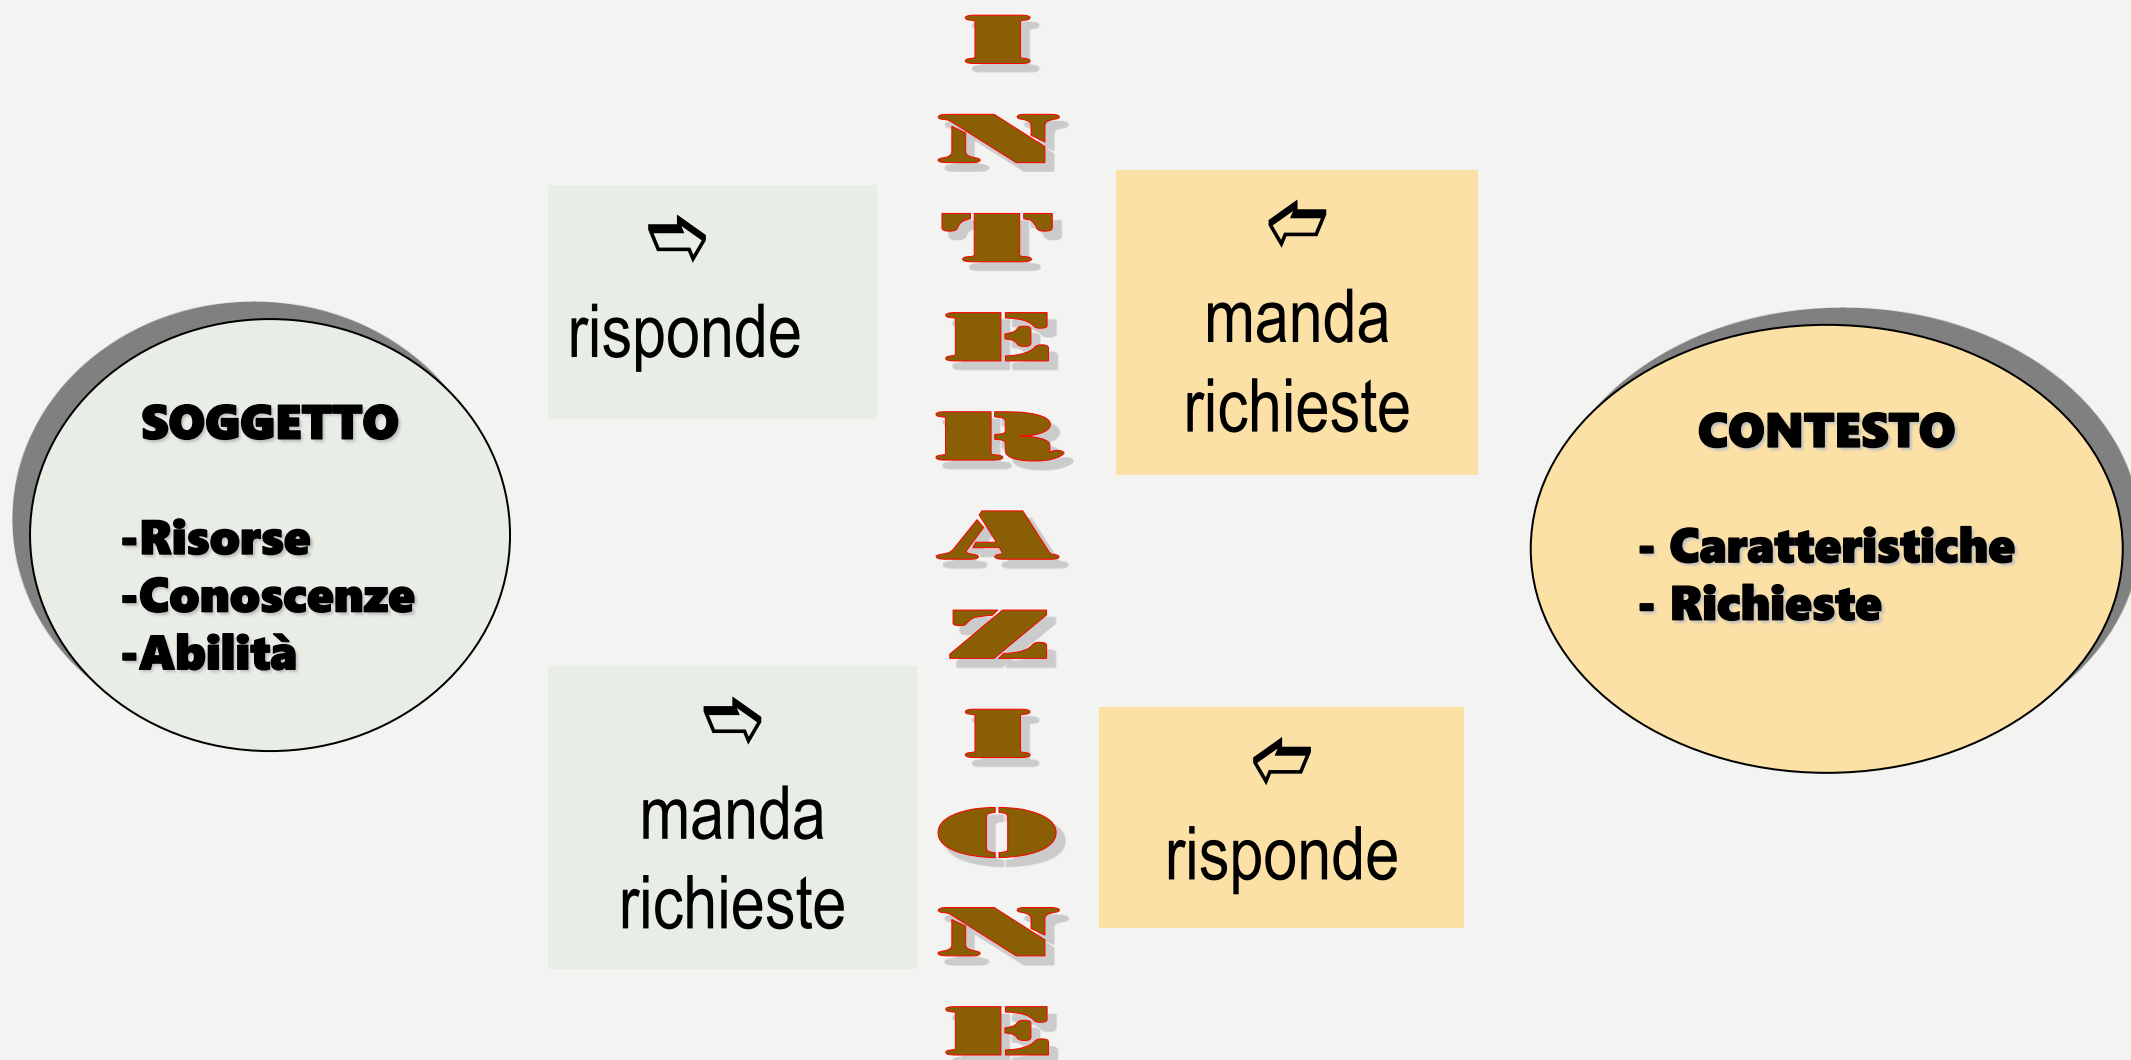 SOGGETTO
-Risorse
-Conoscenze
-Abilità
⇨
risponde
⇨
manda
richieste
I
N
T
E
R
A
Z
I
O
N
E
⇦
manda
richieste
⇦
risponde
CONTESTO
- Caratteristiche
- Richieste